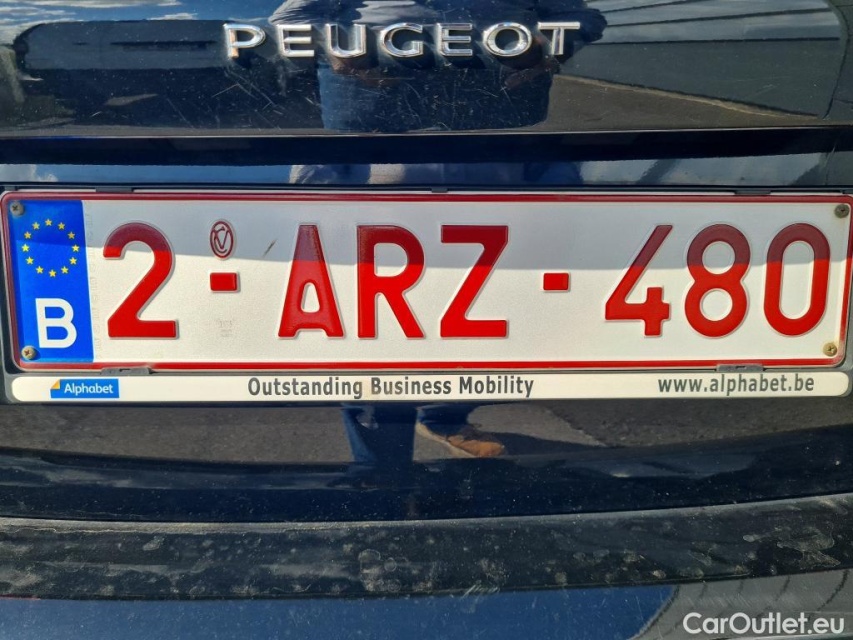 PEUGEOT
B 2-ARZ-480
Alphabet Outstanding Business Mobility www.alphabet.be
CarOutlet.eu